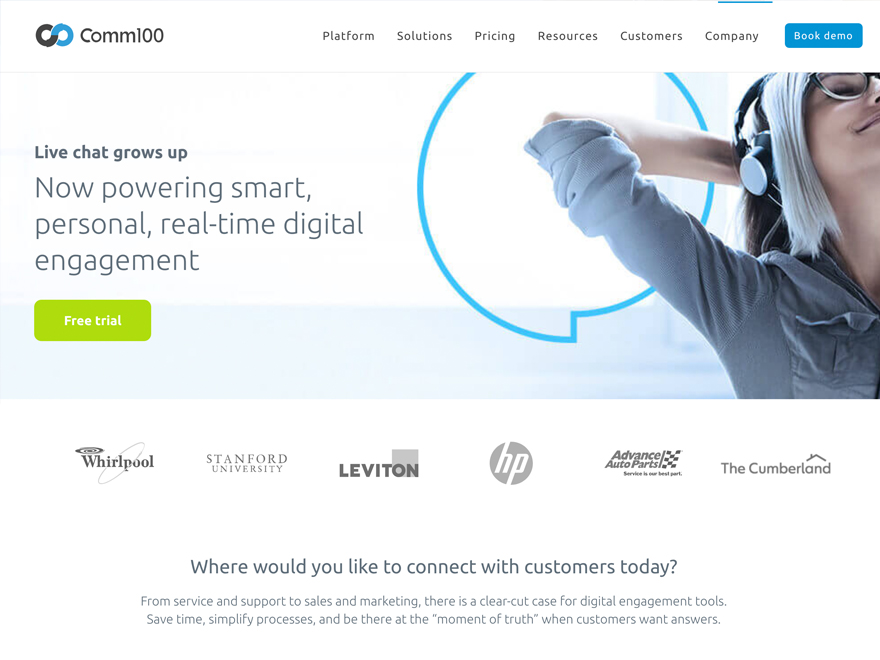 Comm100
Platform
Solutions
Pricing
Resources
Customers
Company
Book demo
Live chat grows up
Now powering smart,
personal, real-time digital
engagement
Free trial
Whirlpool
STANFORD
UNIVERSITY
LEVITON
hp
Advance
Auto Parts
Service is our best part.
The Cumberland
Where would you like to connect with customers today?
From service and support to sales and marketing, there is a clear-cut case for digital engagement tools.
Save time, simplify processes, and be there at the “moment of truth” when customers want answers.